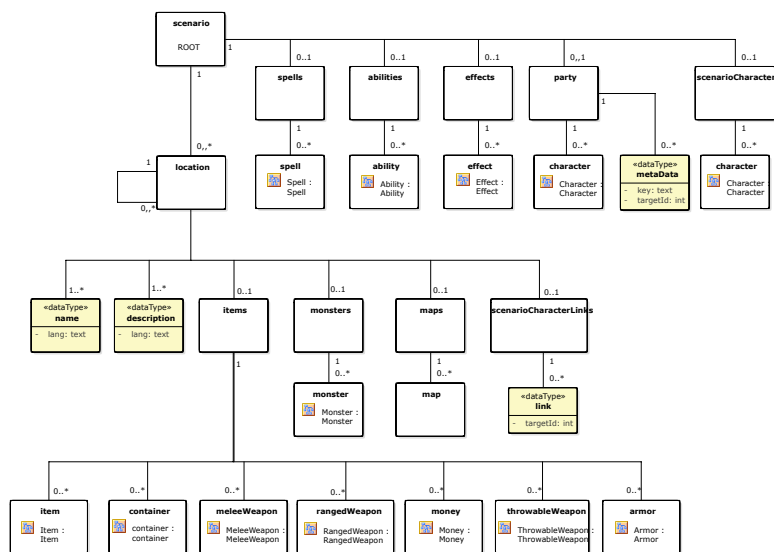 scenario
ROOT
1
1
0..1
0..1
0..1
0,,1
0..1
spells
abilities
effects
party
scenarioCharacter
1
1
1
1
1
0..*
0..*
0..*
0..*
0..*
0..*
spell
Spell :
Spell
ability
Ability :
Ability
effect
Effect :
Effect
character
Character :
Character
«dataType»
metaData
- key: text
- targetId: int
character
Character :
Character
0,,*
1
location
0,,*
1..*
1..*
0..1
0..1
0..1
0..1
«dataType»
name
- lang: text
«dataType»
description
- lang: text
items
monsters
maps
scenarioCharacterLinks
1
1
1
1
0..*
0..*
0..*
monster
Monster :
Monster
map
«dataType»
link
- targetId: int
0..*
0..*
0..*
0..*
0..*
0..*
0..*
item
Item :
Item
container
container :
container
meleeWeapon
MeleeWeapon :
MeleeWeapon
rangedWeapon
RangedWeapon :
RangedWeapon
money
Money :
Money
throwableWeapon
ThrowableWeapon :
ThrowableWeapon
armor
Armor :
Armor